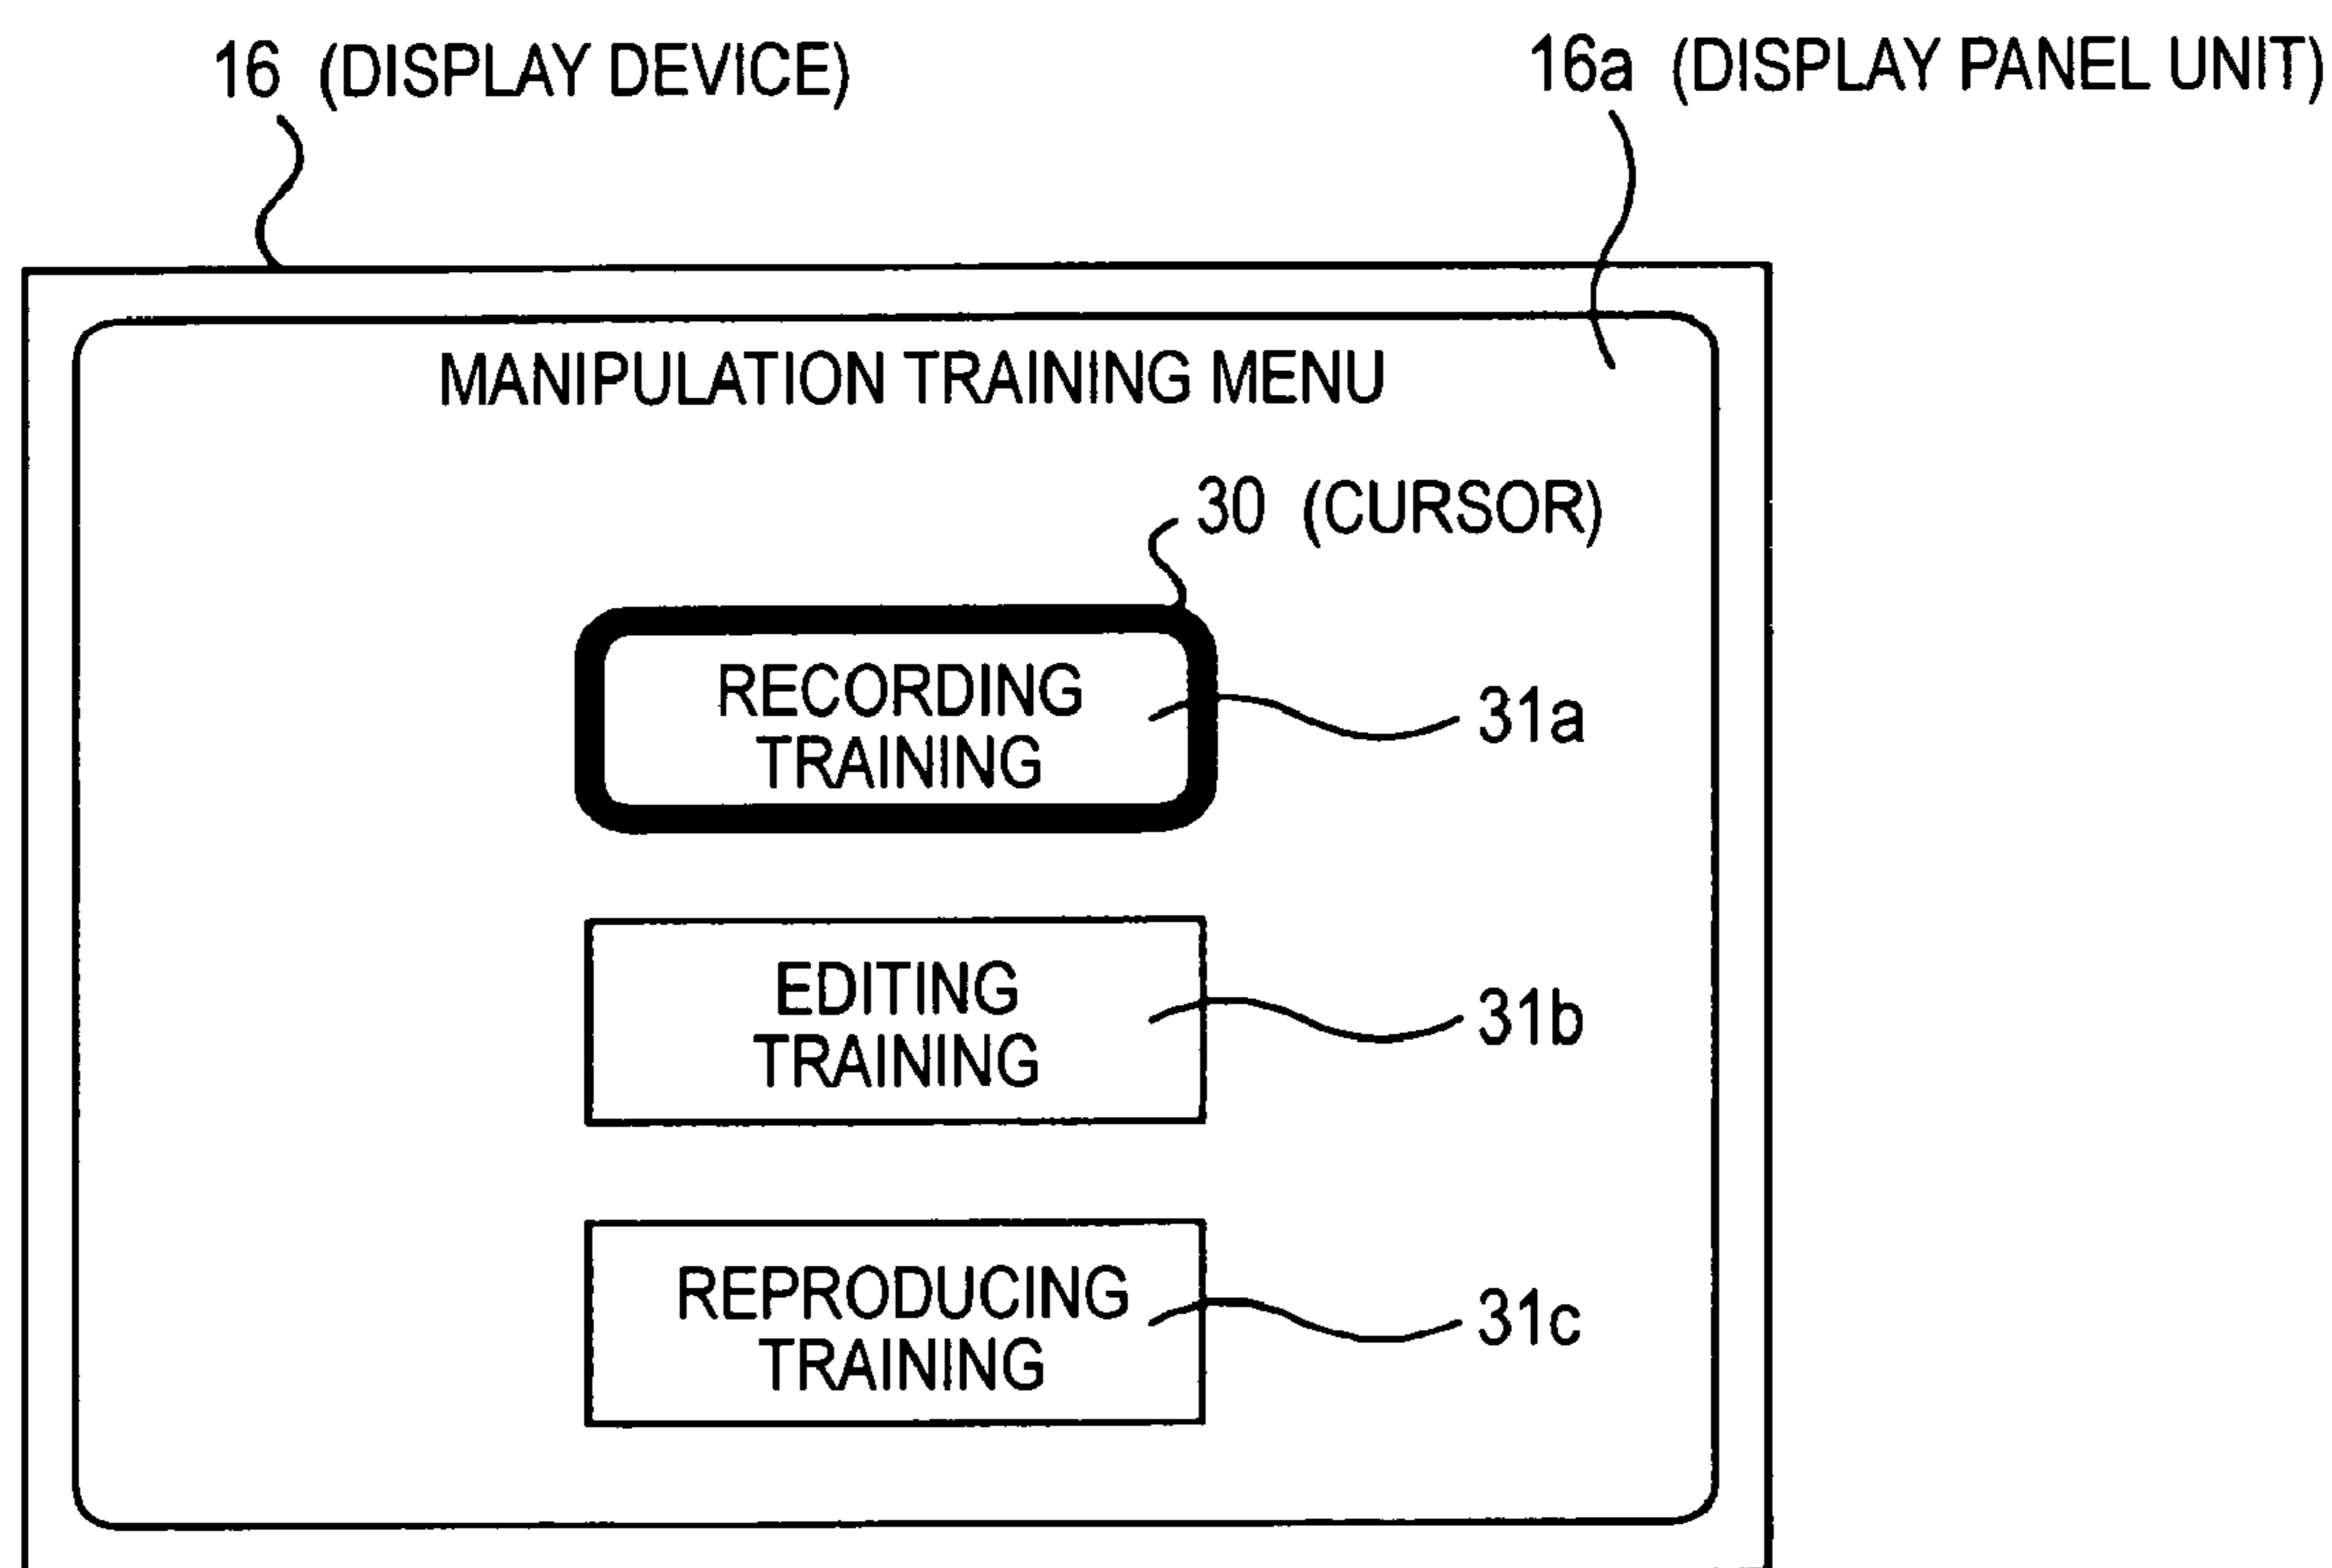 16 (DISPLAY DEVICE)
16a (DISPLAY PANEL UNIT)
MANIPULATION TRAINING MENU
30 (CURSOR)
RECORDING
TRAINING
31a
EDITING
TRAINING
31b
REPRODUCING
TRAINING
31c